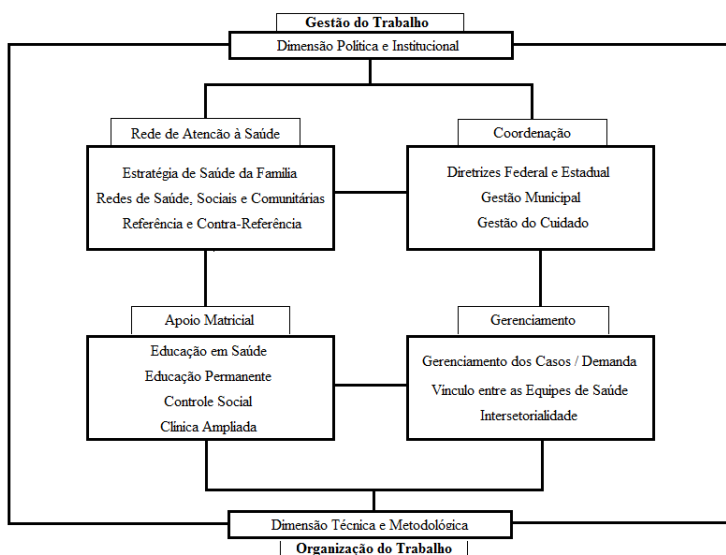 Gestão do Trabalho
Dimensão Política e Institucional
Rede de Atencão à Saúde
Estratégia de Saúde da Familia
Redes de Saúde, Sociais e Comunitárias
Referência e Contra-Referência
Coordenação
Diretrizes Federal e Estadual
Gestão Municipal
Gestão do Cuidado
Apoio Matricial
Educação em Saúde
Educação Permanente
Controle Social
Clínica Ampliada
Gerenciamento
Gerenciamento dos Casos / Demanda
Vinculo entre as Equipes de Saúde
Intersetorialidade
Dimensão Técnica e Metodológica
Organização do Trabalho